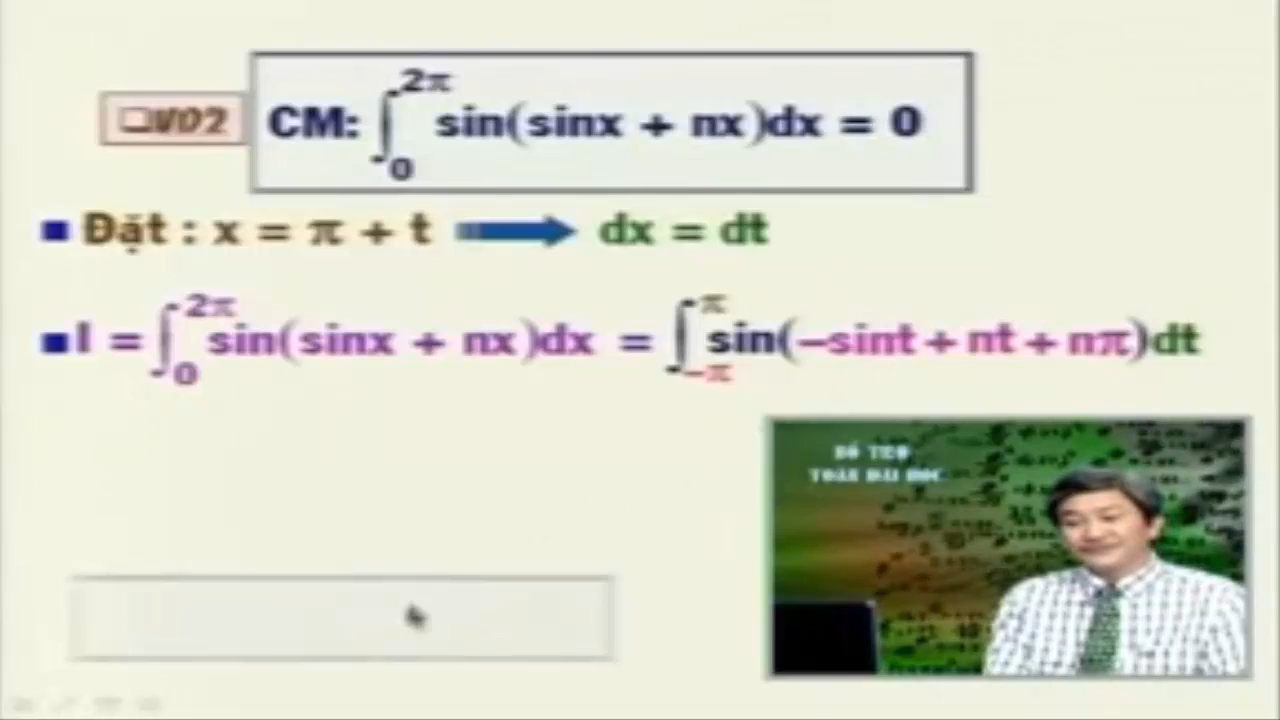 ❑VD2
CM: ∫₀^2π sin(sinx + nx)dx = 0
■ Đặt : x = π + t ➡ dx = dt
■ I = ∫₀^2π sin(sinx + nx)dx = ∫_−π^π sin(−sint + nt + nπ)dt